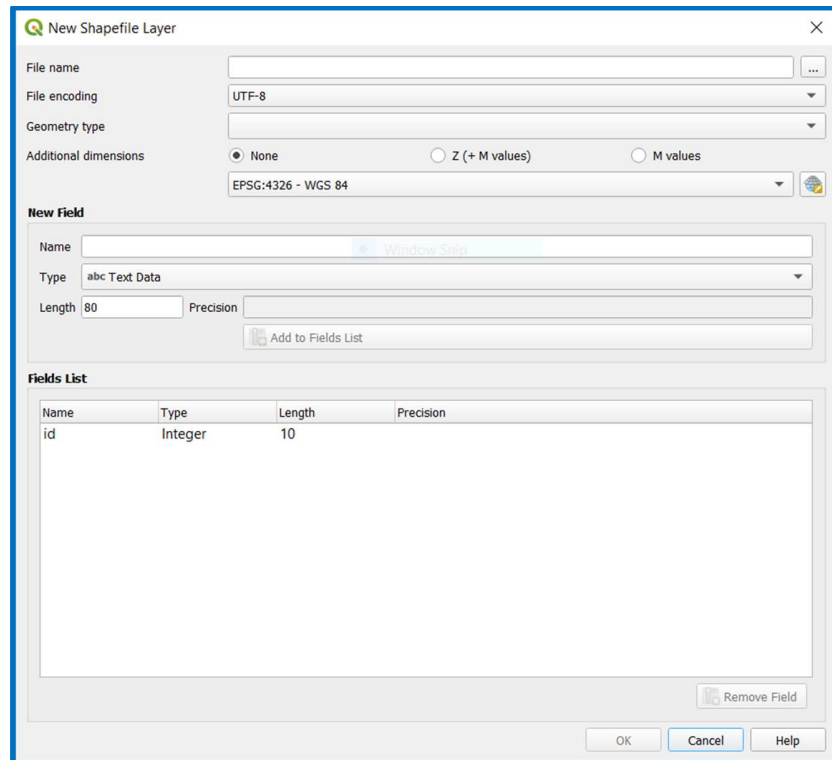 New Shapefile Layer
File name
...
File encoding UTF-8
Geometry type
Additional dimensions None Z (+ M values) M values
EPSG:4326 - WGS 84
New Field
Name
Window Snip
Type abc Text Data
Length 80 Precision
Add to Fields List
Fields List
Name Type Length Precision
id Integer 10
Remove Field
OK Cancel Help